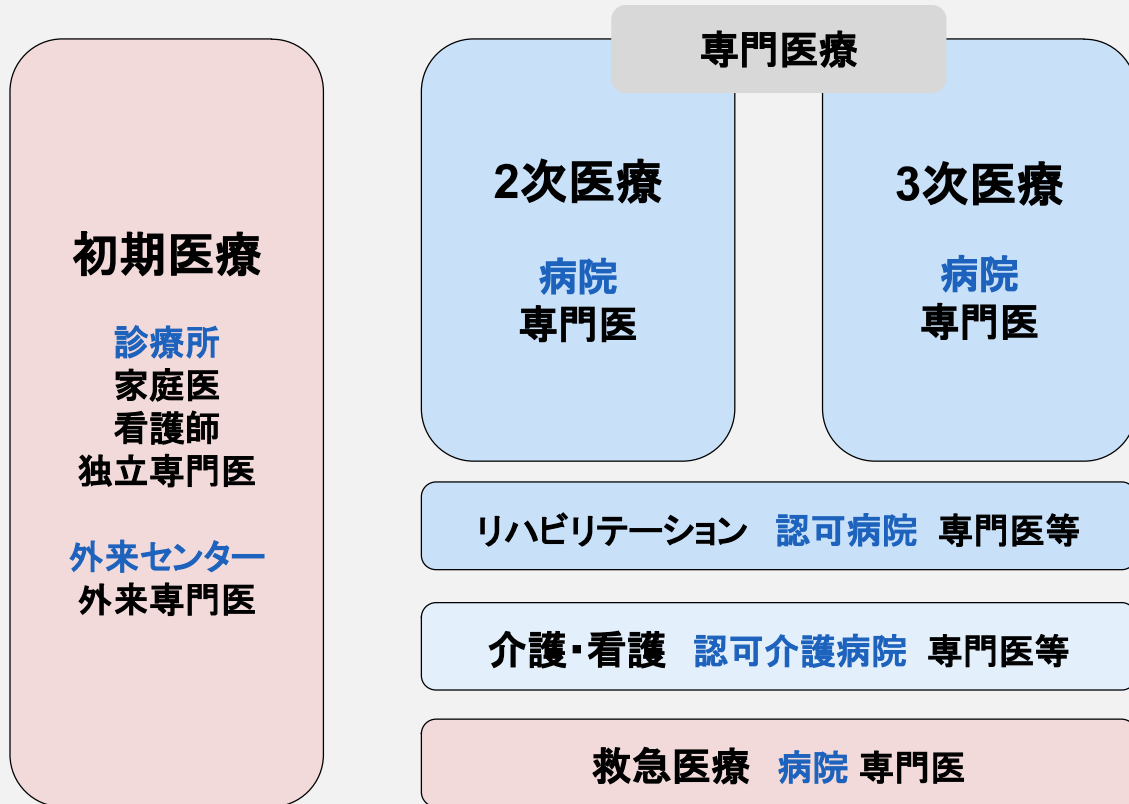 専門医療
初期医療
診療所
家庭医
看護師
独立専門医
外来センター
外来専門医
2次医療
病院
専門医
3次医療
病院
専門医
リハビリテーション 認可病院 専門医等
介護・看護 認可介護病院 専門医等
救急医療 病院 専門医